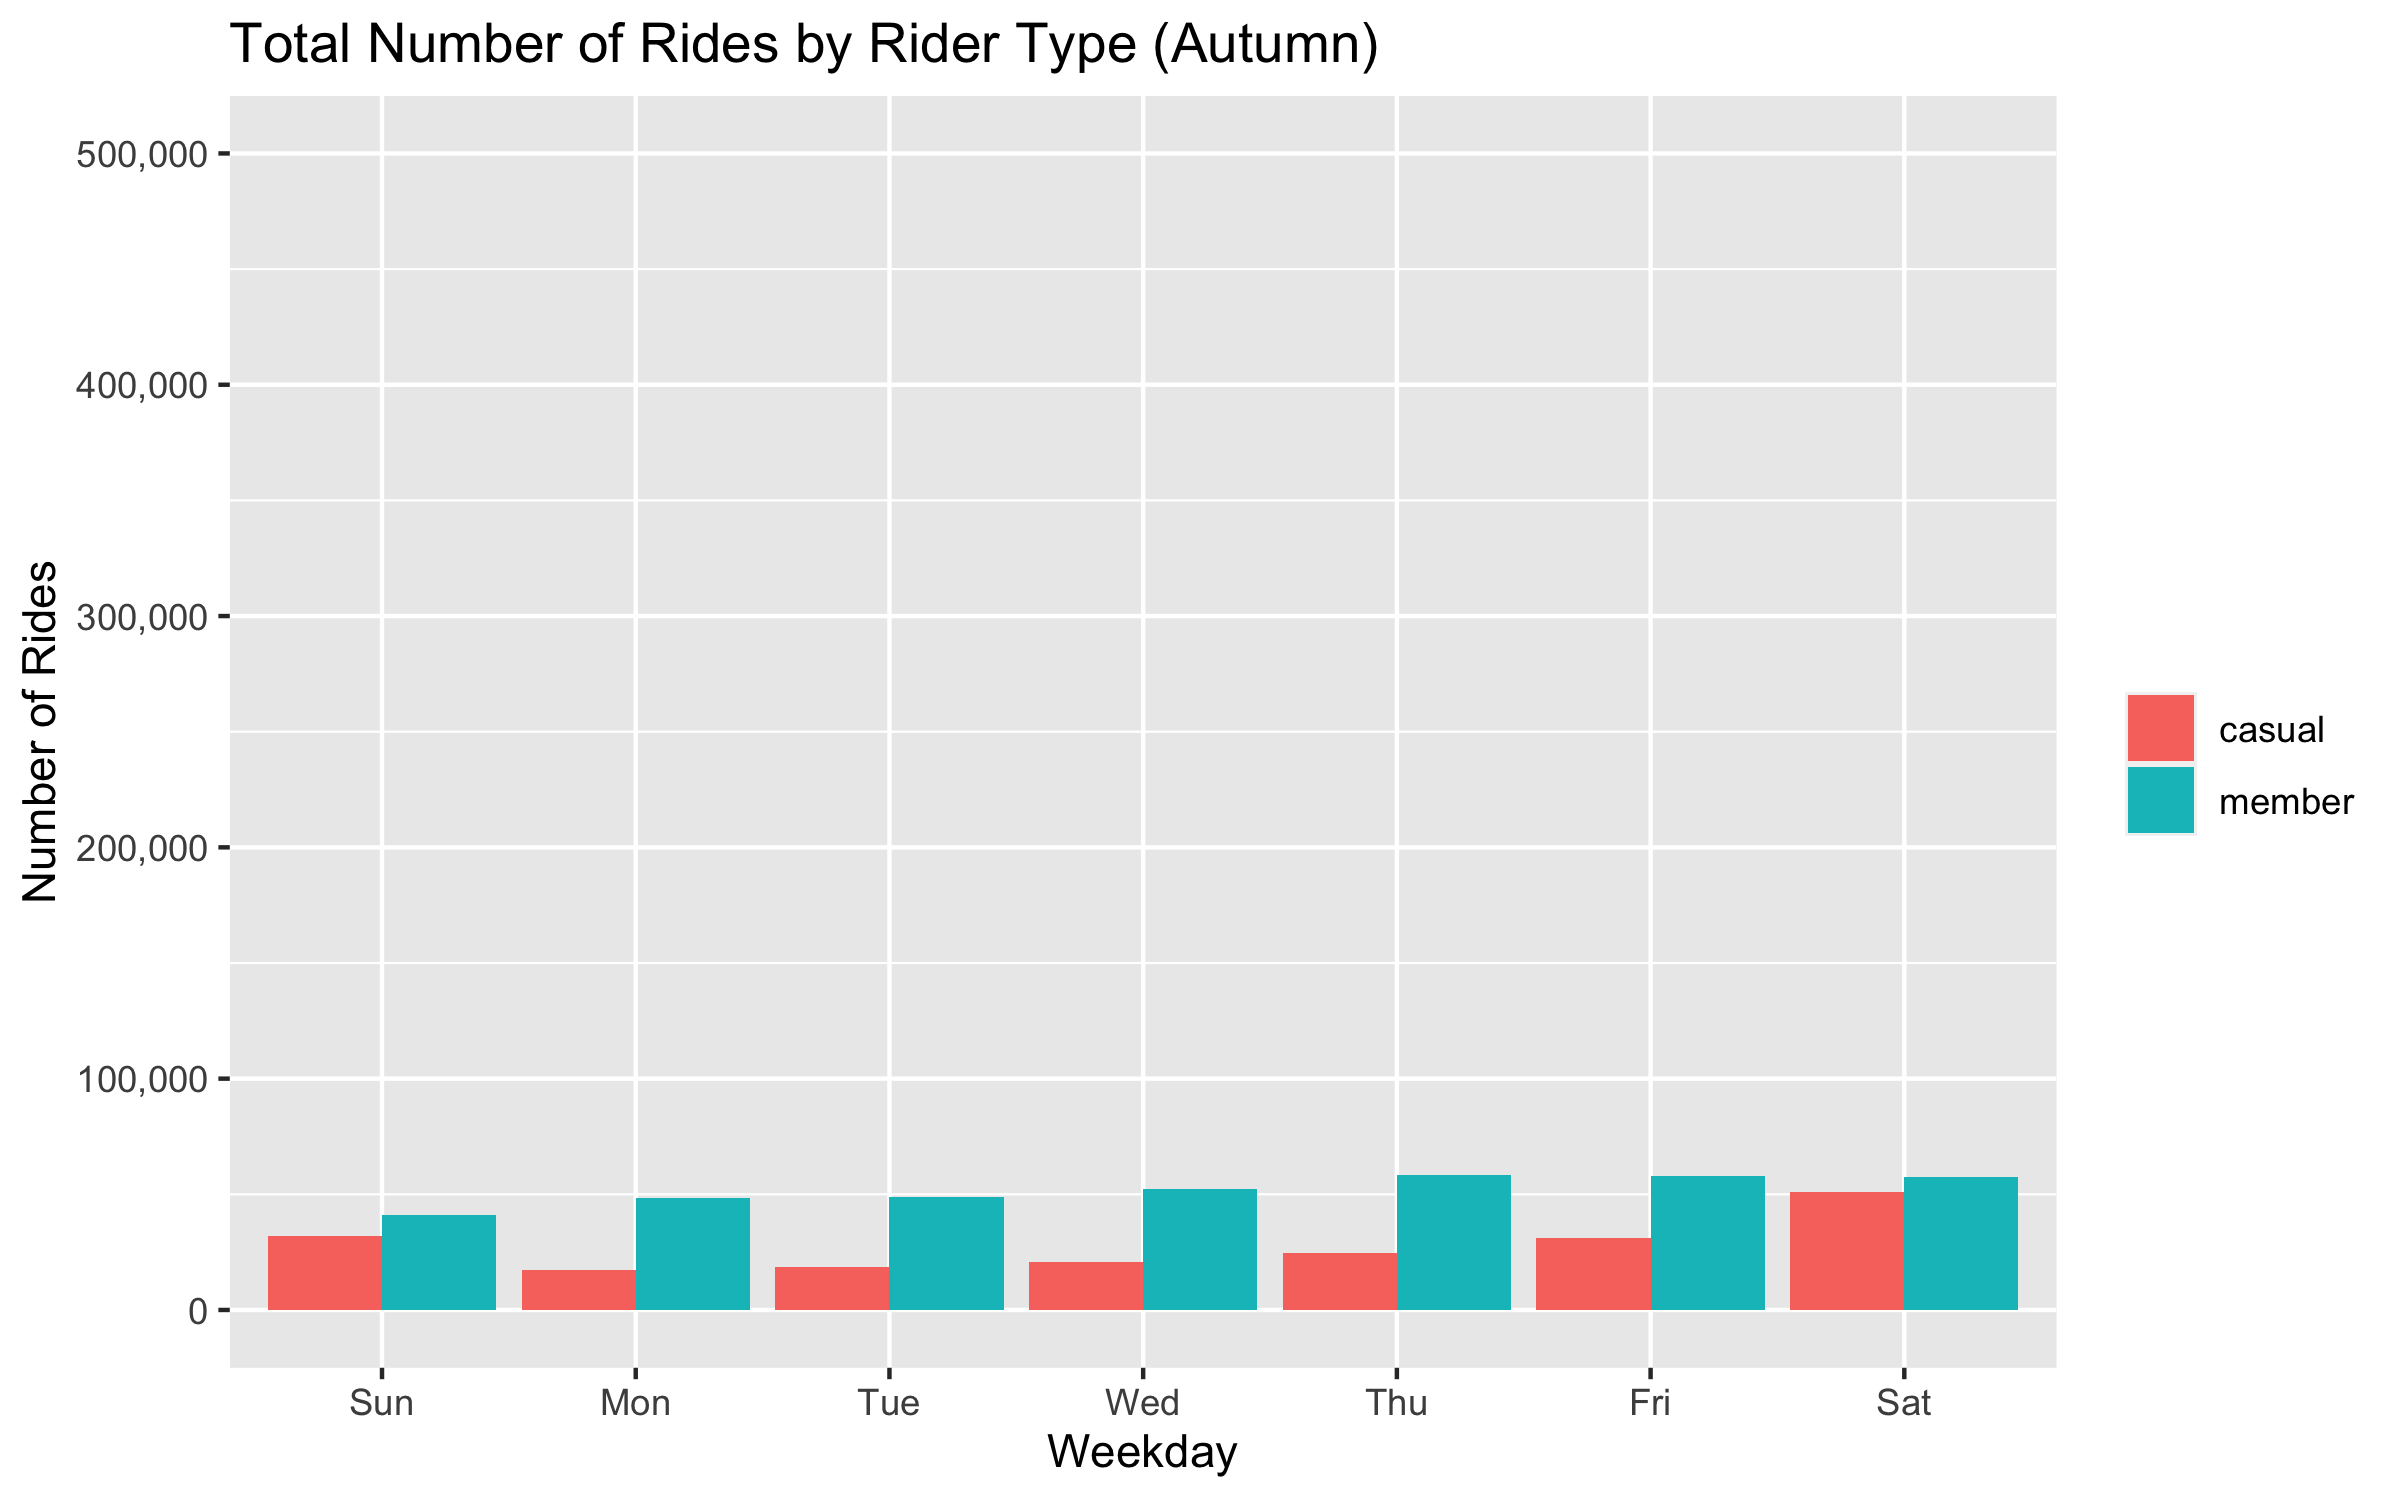 Total Number of Rides by Rider Type (Autumn)
Number of Rides
500,000
400,000
300,000
200,000
100,000
0
Sun Mon Tue Wed Thu Fri Sat
Weekday
casual
member